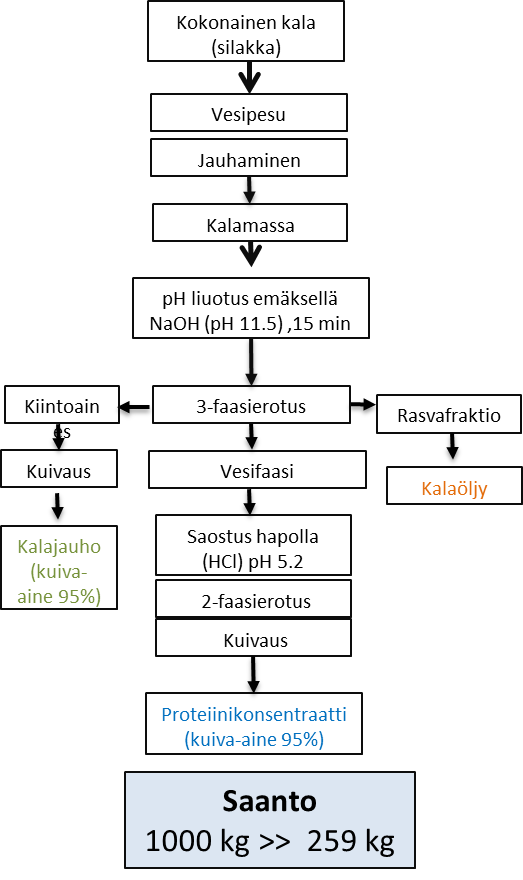 Kokonainen kala
(silakka)
Vesipesu
Jauhaminen
Kalamassa
pH liuotus emäksellä
NaOH (pH 11.5) ,15 min
Kiintoain
es
3-faasierotus
Rasvafraktio
Kuivaus
Vesifaasi
Kalaöljy
Kalajauho
(kuiva-
aine 95%)
Saostus hapolla
(HCl) pH 5.2
2-faasierotus
Kuivaus
Proteiinikonsentraatti
(kuiva-aine 95%)
Saanto
1000 kg >> 259 kg